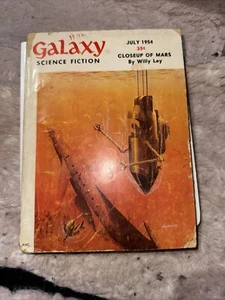 Galaxy
SCIENCE FICTION
JULY 1954
35¢
CLOSEUP OF MARS
By Willy Ley